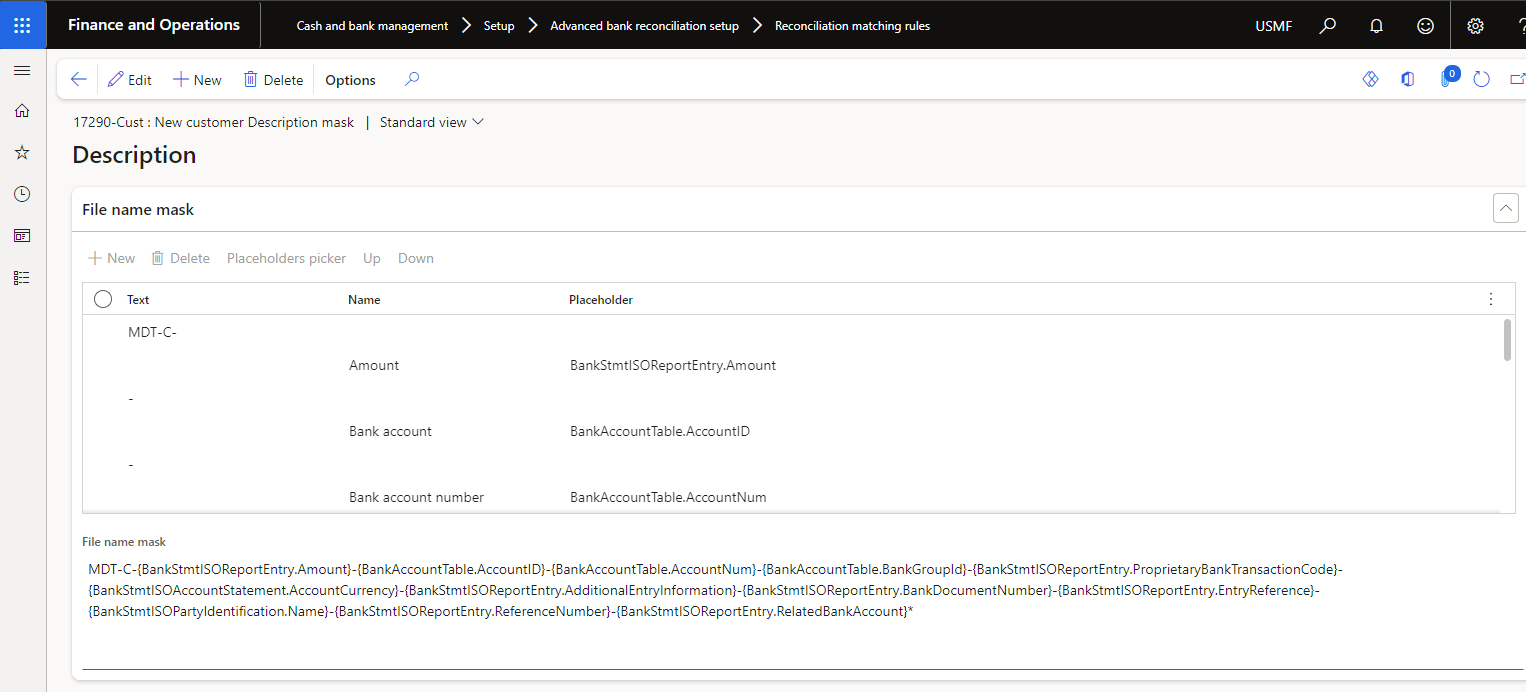 Finance and Operations
Cash and bank management > Setup > Advanced bank reconciliation setup > Reconciliation matching rules
USMF
?
Edit
New
Delete
Options
0
17290-Cust : New customer Description mask | Standard view
Description
File name mask
New
Delete
Placeholders picker
Up
Down
Text Name Placeholder
MDT-C-
Amount BankStmtISOReportEntry.Amount
-
Bank account BankAccountTable.AccountID
-
Bank account number BankAccountTable.AccountNum
File name mask
MDT-C-{BankStmtISOReportEntry.Amount}-{BankAccountTable.AccountID}-{BankAccountTable.AccountNum}-{BankAccountTable.BankGroupId}-{BankStmtISOReportEntry.ProprietaryBankTransactionCode}-
{BankStmtISOAccountStatement.AccountCurrency}-{BankStmtISOReportEntry.AdditionalEntryInformation}-{BankStmtISOReportEntry.BankDocumentNumber}-{BankStmtISOReportEntry.EntryReference}-
{BankStmtISOPartyIdentification.Name}-{BankStmtISOReportEntry.ReferenceNumber}-{BankStmtISOReportEntry.RelatedBankAccount}*